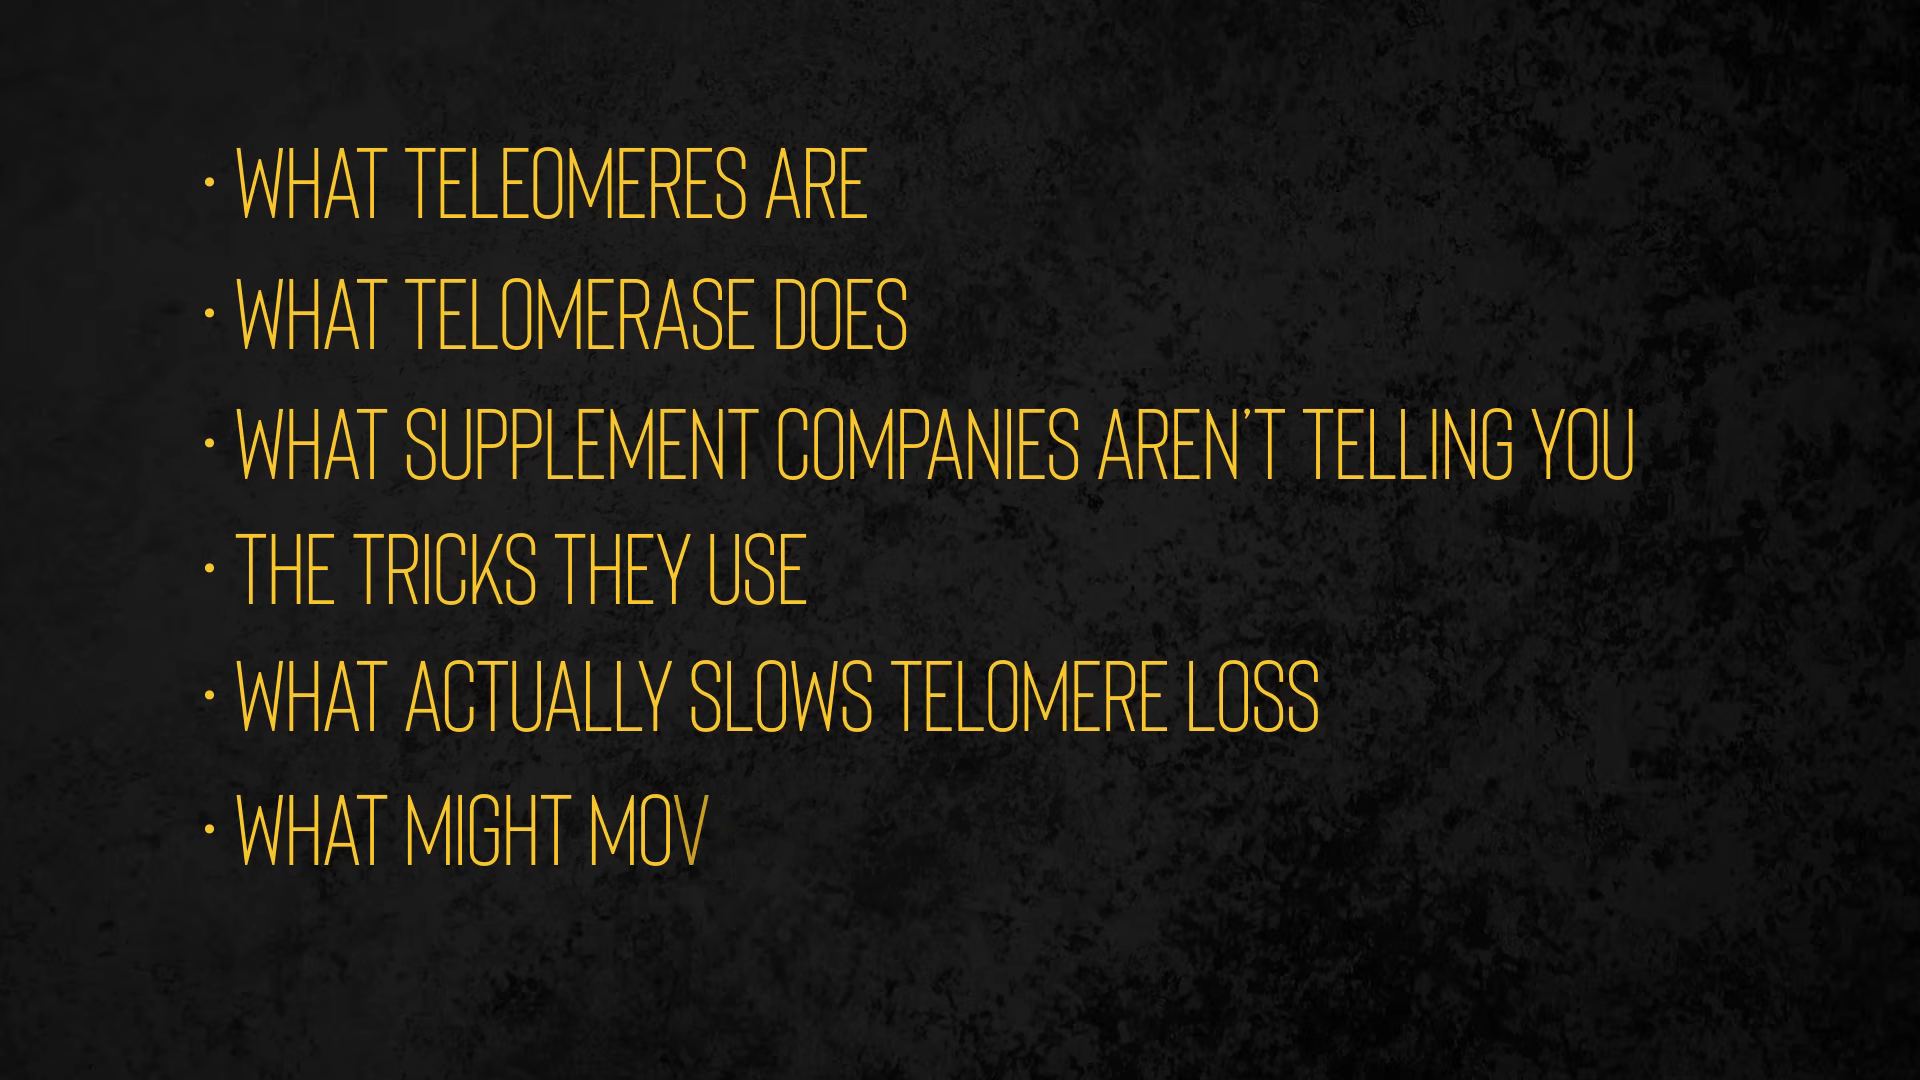 • WHAT TELEOMERES ARE
• WHAT TELOMERASE DOES
• WHAT SUPPLEMENT COMPANIES AREN'T TELLING YOU
• THE TRICKS THEY USE
• WHAT ACTUALLY SLOWS TELOMERE LOSS
• WHAT MIGHT MOV